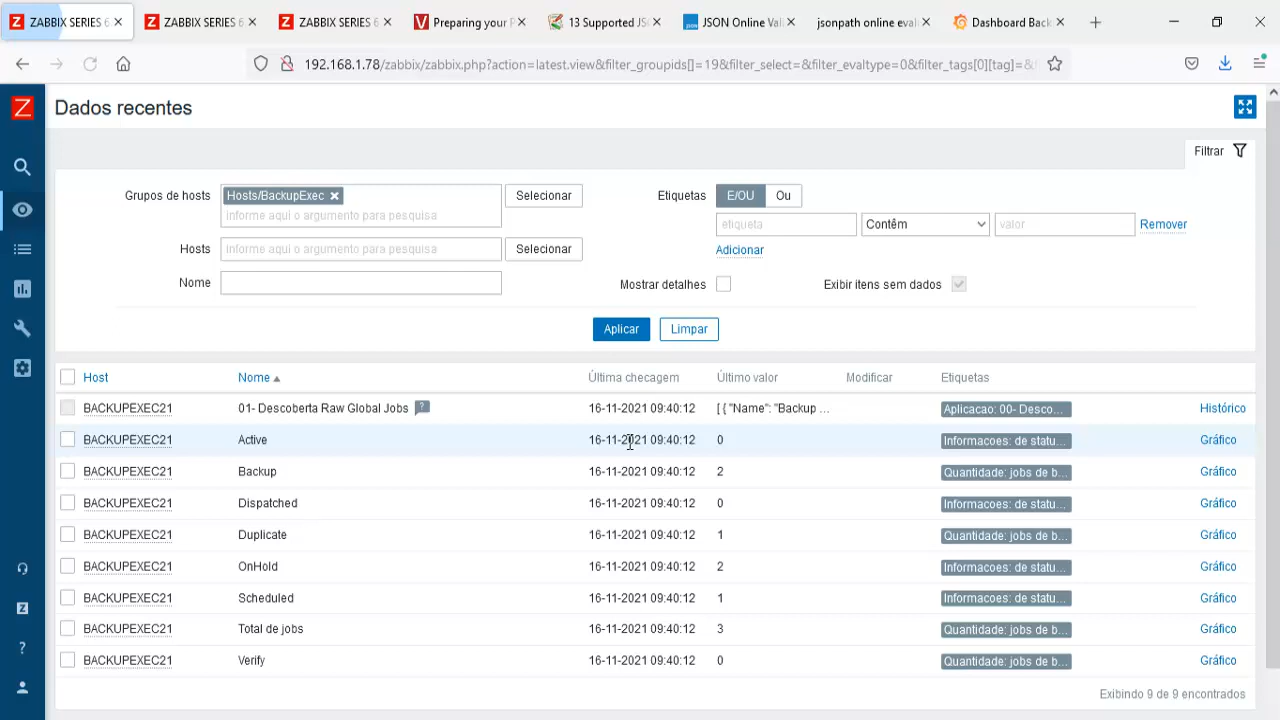 ZABBIX SERIES 6
ZABBIX SERIES 6
ZABBIX SERIES 6
Preparing your P
13 Supported JS
JSON Online Vali
jsonpath online eval
Dashboard Back
192.168.1.78/zabbix/zabbix.php?action=latest.view&filter_groupids[]=19&filter_select=&filter_evaltype=0&filter_tags[0][tag]=&
Z
Dados recentes
Filtrar
Grupos de hosts
Hosts/BackupExec
informe aqui o argumento para pesquisa
Selecionar
Etiquetas
E/OU
Ou
etiqueta
Contêm
valor
Remover
Hosts
informe aqui o argumento para pesquisa
Selecionar
Adicionar
Nome
Mostrar detalhes
Exibir itens sem dados
Aplicar
Limpar
Host Nome Última checagem Último valor Modificar Etiquetas
BACKUPEXEC21 01- Descoberta Raw Global Jobs ? 16-11-2021 09:40:12 [ { "Name": "Backup ... Aplicacao: 00- Desco... Histórico
BACKUPEXEC21 Active 16-11-2021 09:40:12 0 Informacoes: de statu... Gráfico
BACKUPEXEC21 Backup 16-11-2021 09:40:12 2 Quantidade: jobs de b... Gráfico
BACKUPEXEC21 Dispatched 16-11-2021 09:40:12 0 Informacoes: de statu... Gráfico
BACKUPEXEC21 Duplicate 16-11-2021 09:40:12 1 Quantidade: jobs de b... Gráfico
BACKUPEXEC21 OnHold 16-11-2021 09:40:12 2 Informacoes: de statu... Gráfico
BACKUPEXEC21 Scheduled 16-11-2021 09:40:12 1 Informacoes: de statu... Gráfico
BACKUPEXEC21 Total de jobs 16-11-2021 09:40:12 3 Quantidade: jobs de b... Gráfico
BACKUPEXEC21 Verify 16-11-2021 09:40:12 0 Quantidade: jobs de b... Gráfico
Exibindo 9 de 9 encontrados